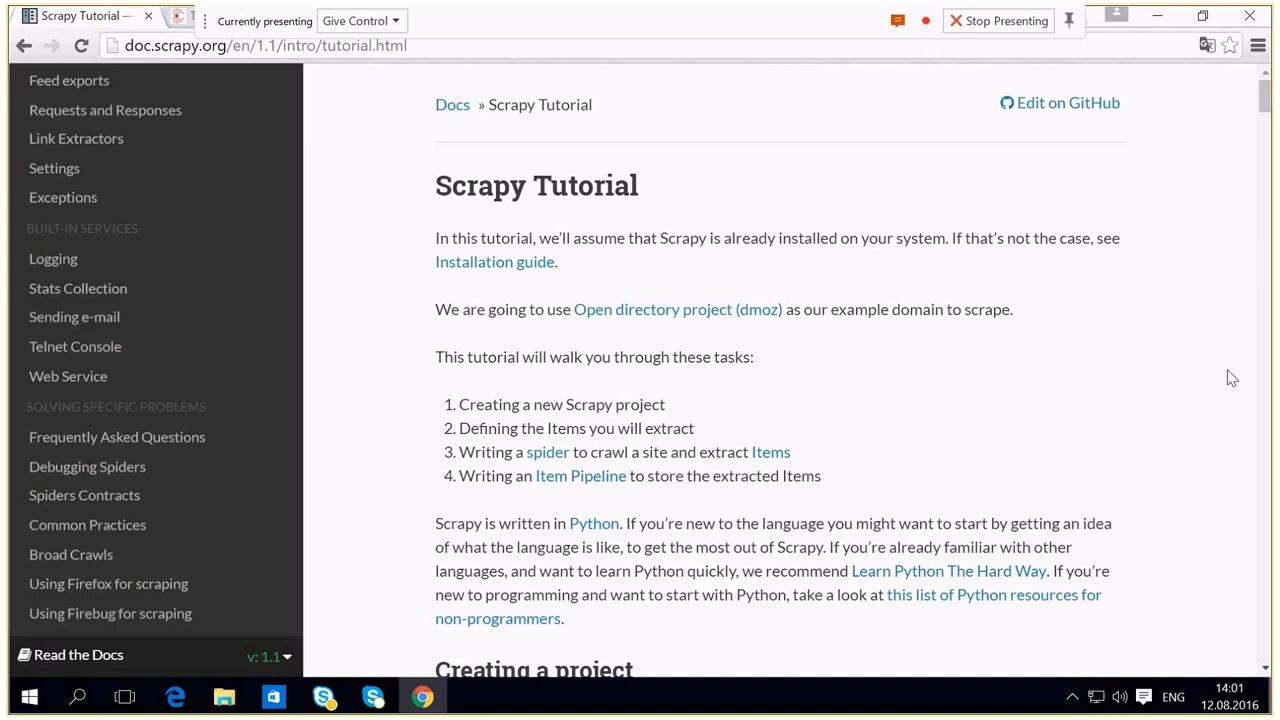 Scrapy Tutorial —
Currently presenting
Give Control
Stop Presenting
doc.scrapy.org/en/1.1/intro/tutorial.html
Feed exports
Requests and Responses
Link Extractors
Settings
Exceptions
BUILT-IN SERVICES
Logging
Stats Collection
Sending e-mail
Telnet Console
Web Service
SOLVING SPECIFIC PROBLEMS
Frequently Asked Questions
Debugging Spiders
Spiders Contracts
Common Practices
Broad Crawls
Using Firefox for scraping
Using Firebug for scraping
Read the Docs
v: 1.1
Docs » Scrapy Tutorial
Edit on GitHub
Scrapy Tutorial
In this tutorial, we'll assume that Scrapy is already installed on your system. If that's not the case, see
Installation guide.
We are going to use Open directory project (dmoz) as our example domain to scrape.
This tutorial will walk you through these tasks:
1. Creating a new Scrapy project
2. Defining the Items you will extract
3. Writing a spider to crawl a site and extract Items
4. Writing an Item Pipeline to store the extracted Items
Scrapy is written in Python. If you're new to the language you might want to start by getting an idea
of what the language is like, to get the most out of Scrapy. If you're already familiar with other
languages, and want to learn Python quickly, we recommend Learn Python The Hard Way. If you're
new to programming and want to start with Python, take a look at this list of Python resources for
non-programmers.
Creating a project
ENG
14:01
12.08.2016